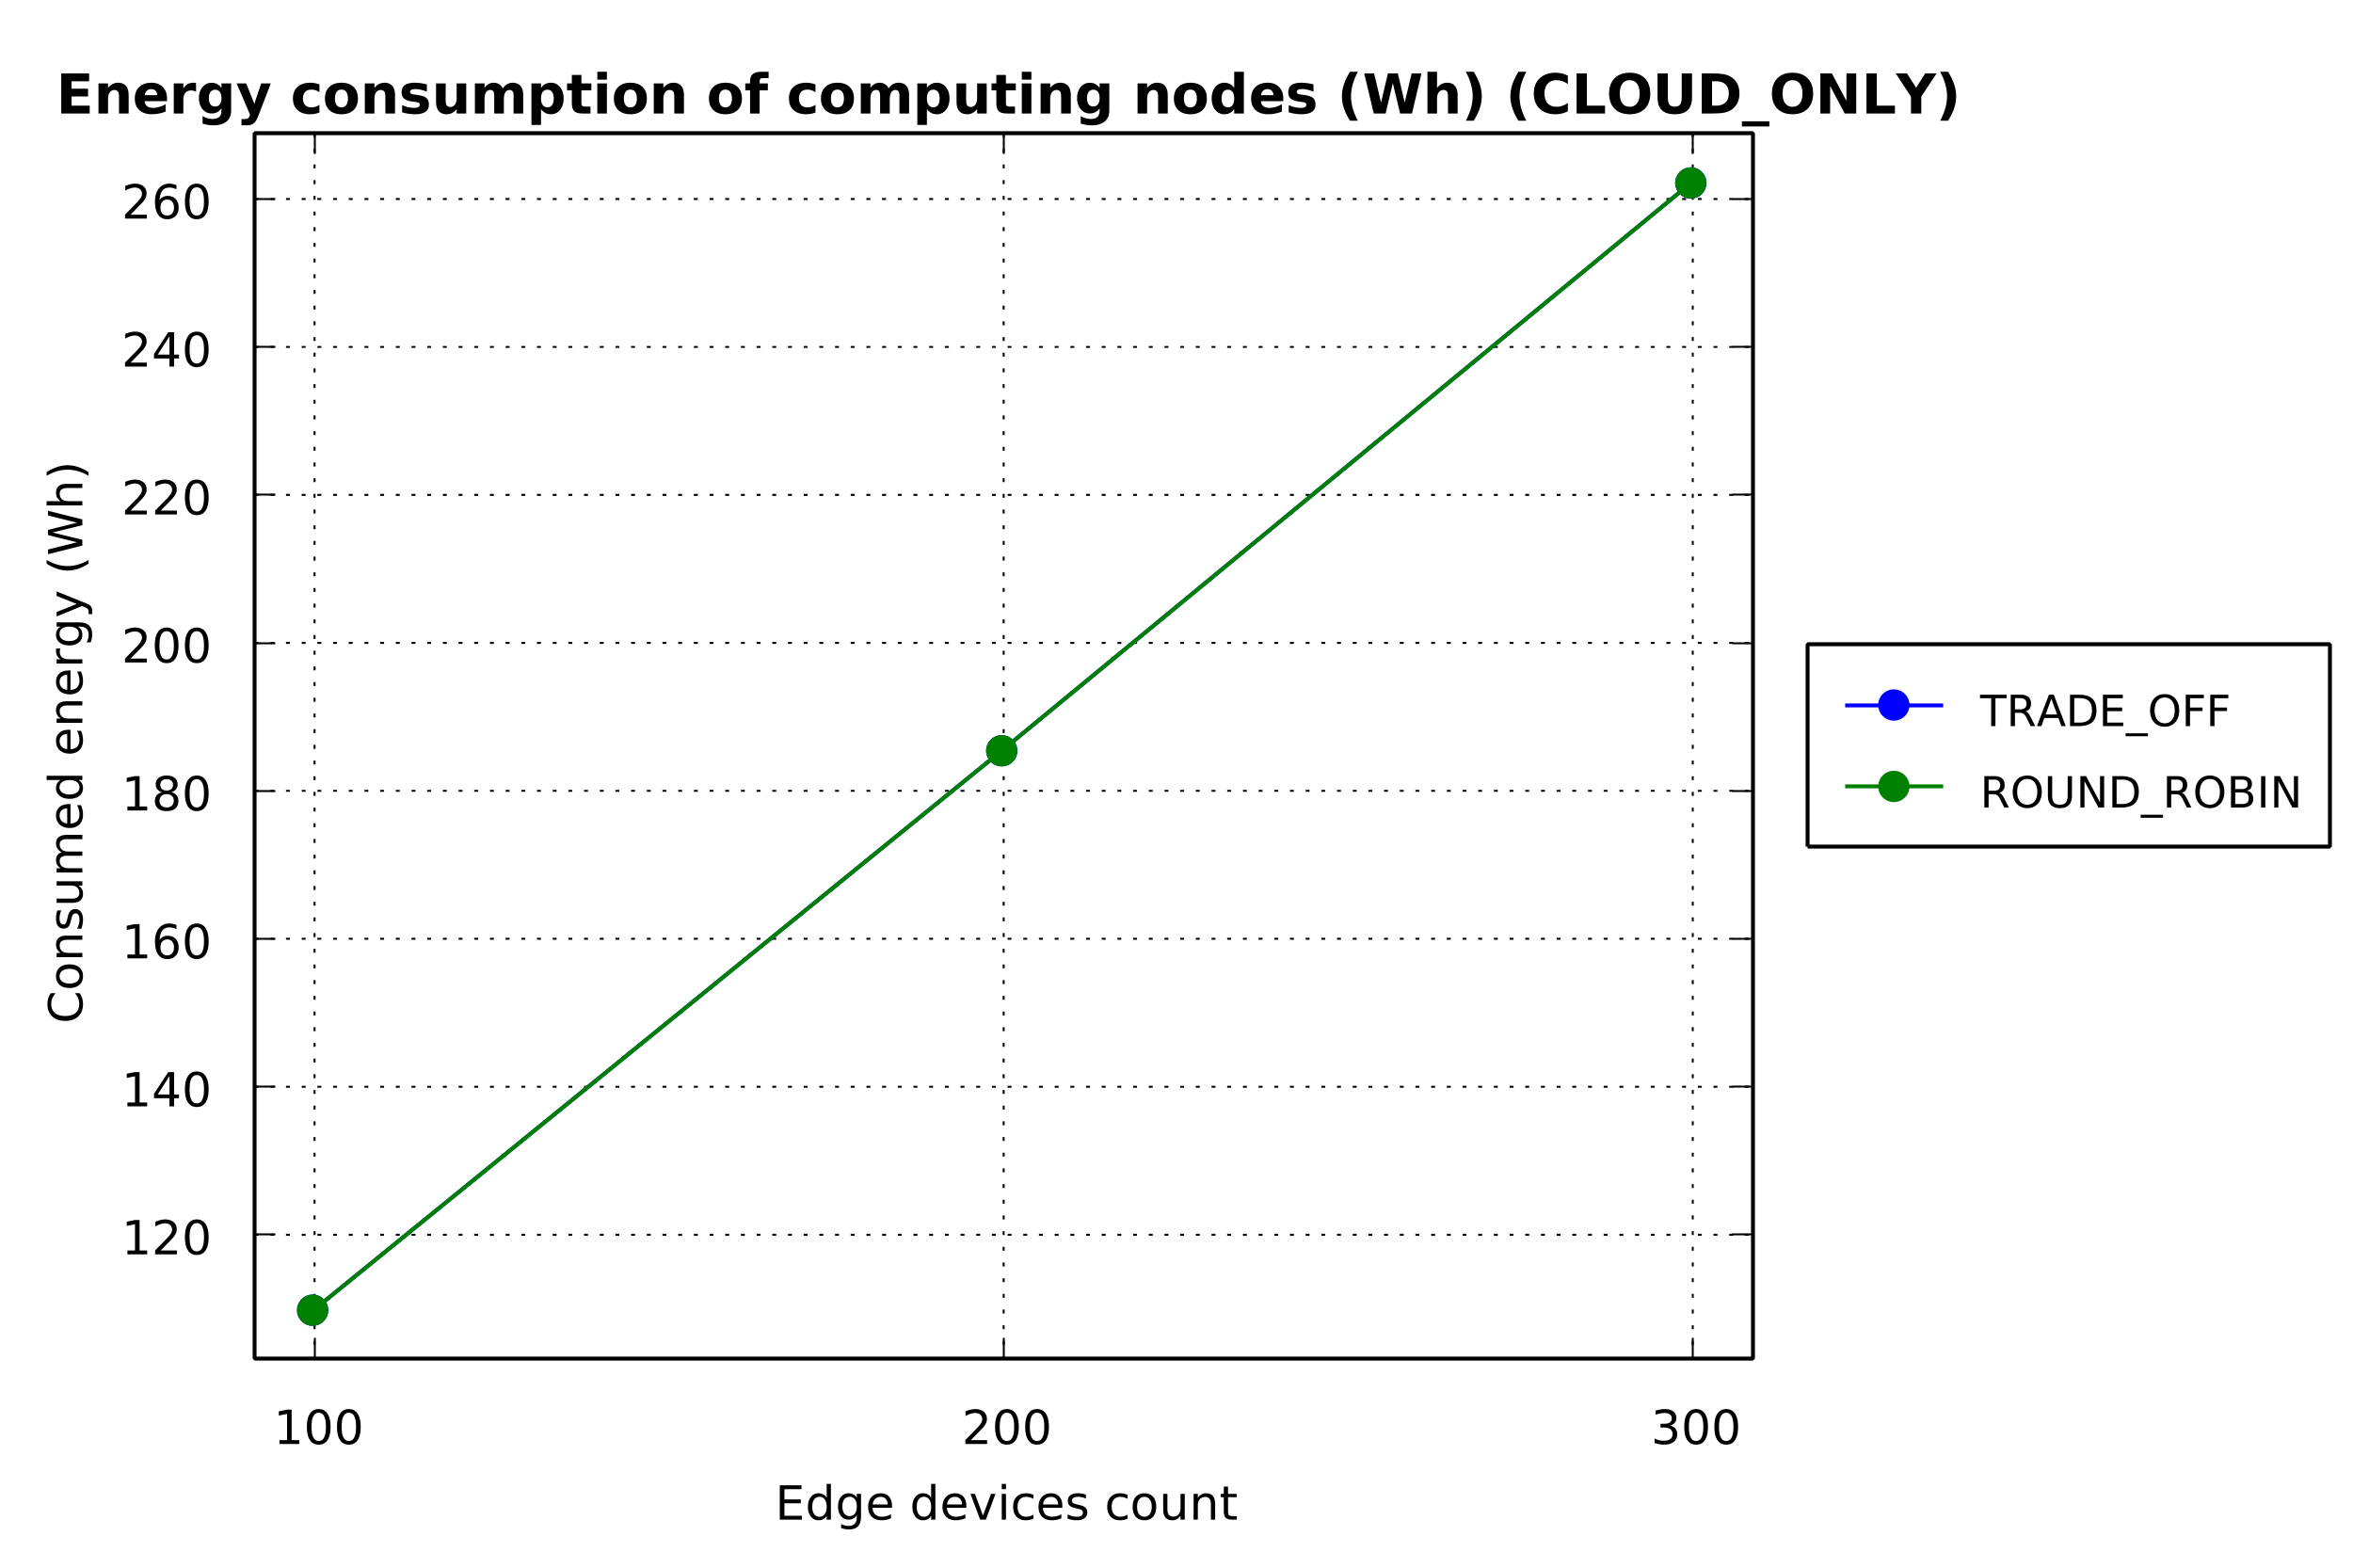 Energy consumption of computing nodes (Wh) (CLOUD_ONLY)
260
240
220
200
180
160
140
120
Consumed energy (Wh)
100 200 300
Edge devices count
TRADE_OFF
ROUND_ROBIN